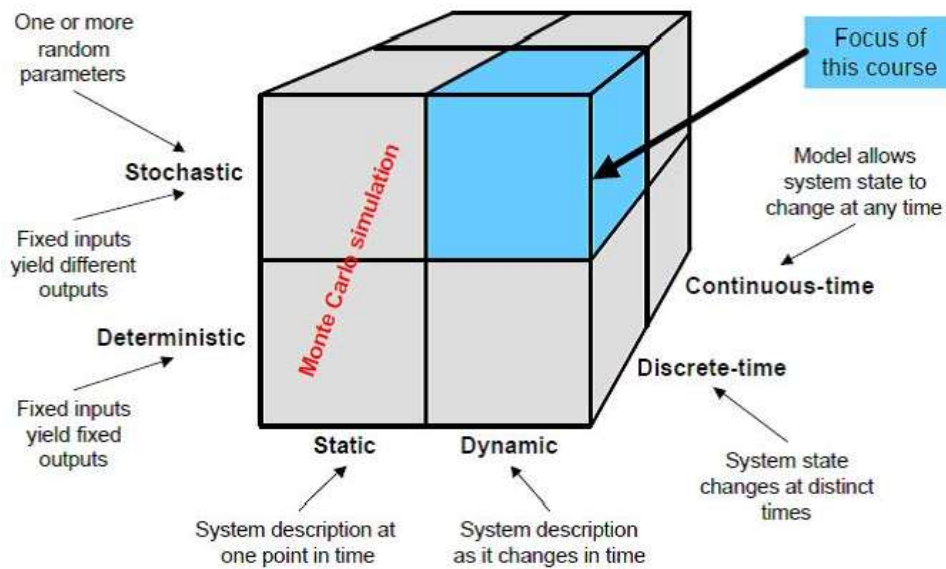 One or more
random
parameters
Focus of
this course
Stochastic
Model allows
system state to
change at any time
Fixed inputs
yield different
outputs
Monte Carlo simulation
Continuous-time
Deterministic
Discrete-time
Fixed inputs
yield fixed
outputs
Static
Dynamic
System state
changes at distinct
times
System description at
one point in time
System description
as it changes in time